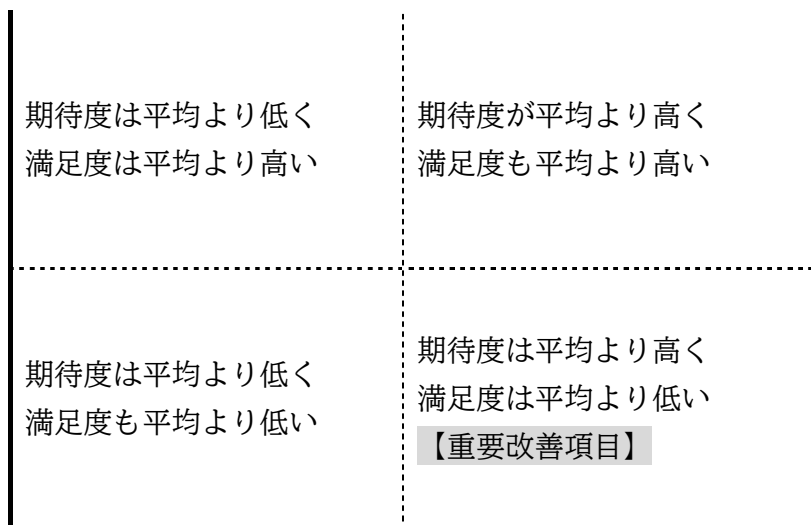 期待度は平均より低く
満足度は平均より高い
期待度が平均より高く
満足度も平均より高い
期待度は平均より低く
満足度も平均より低い
期待度は平均より高く
満足度は平均より低い
【重要改善項目】